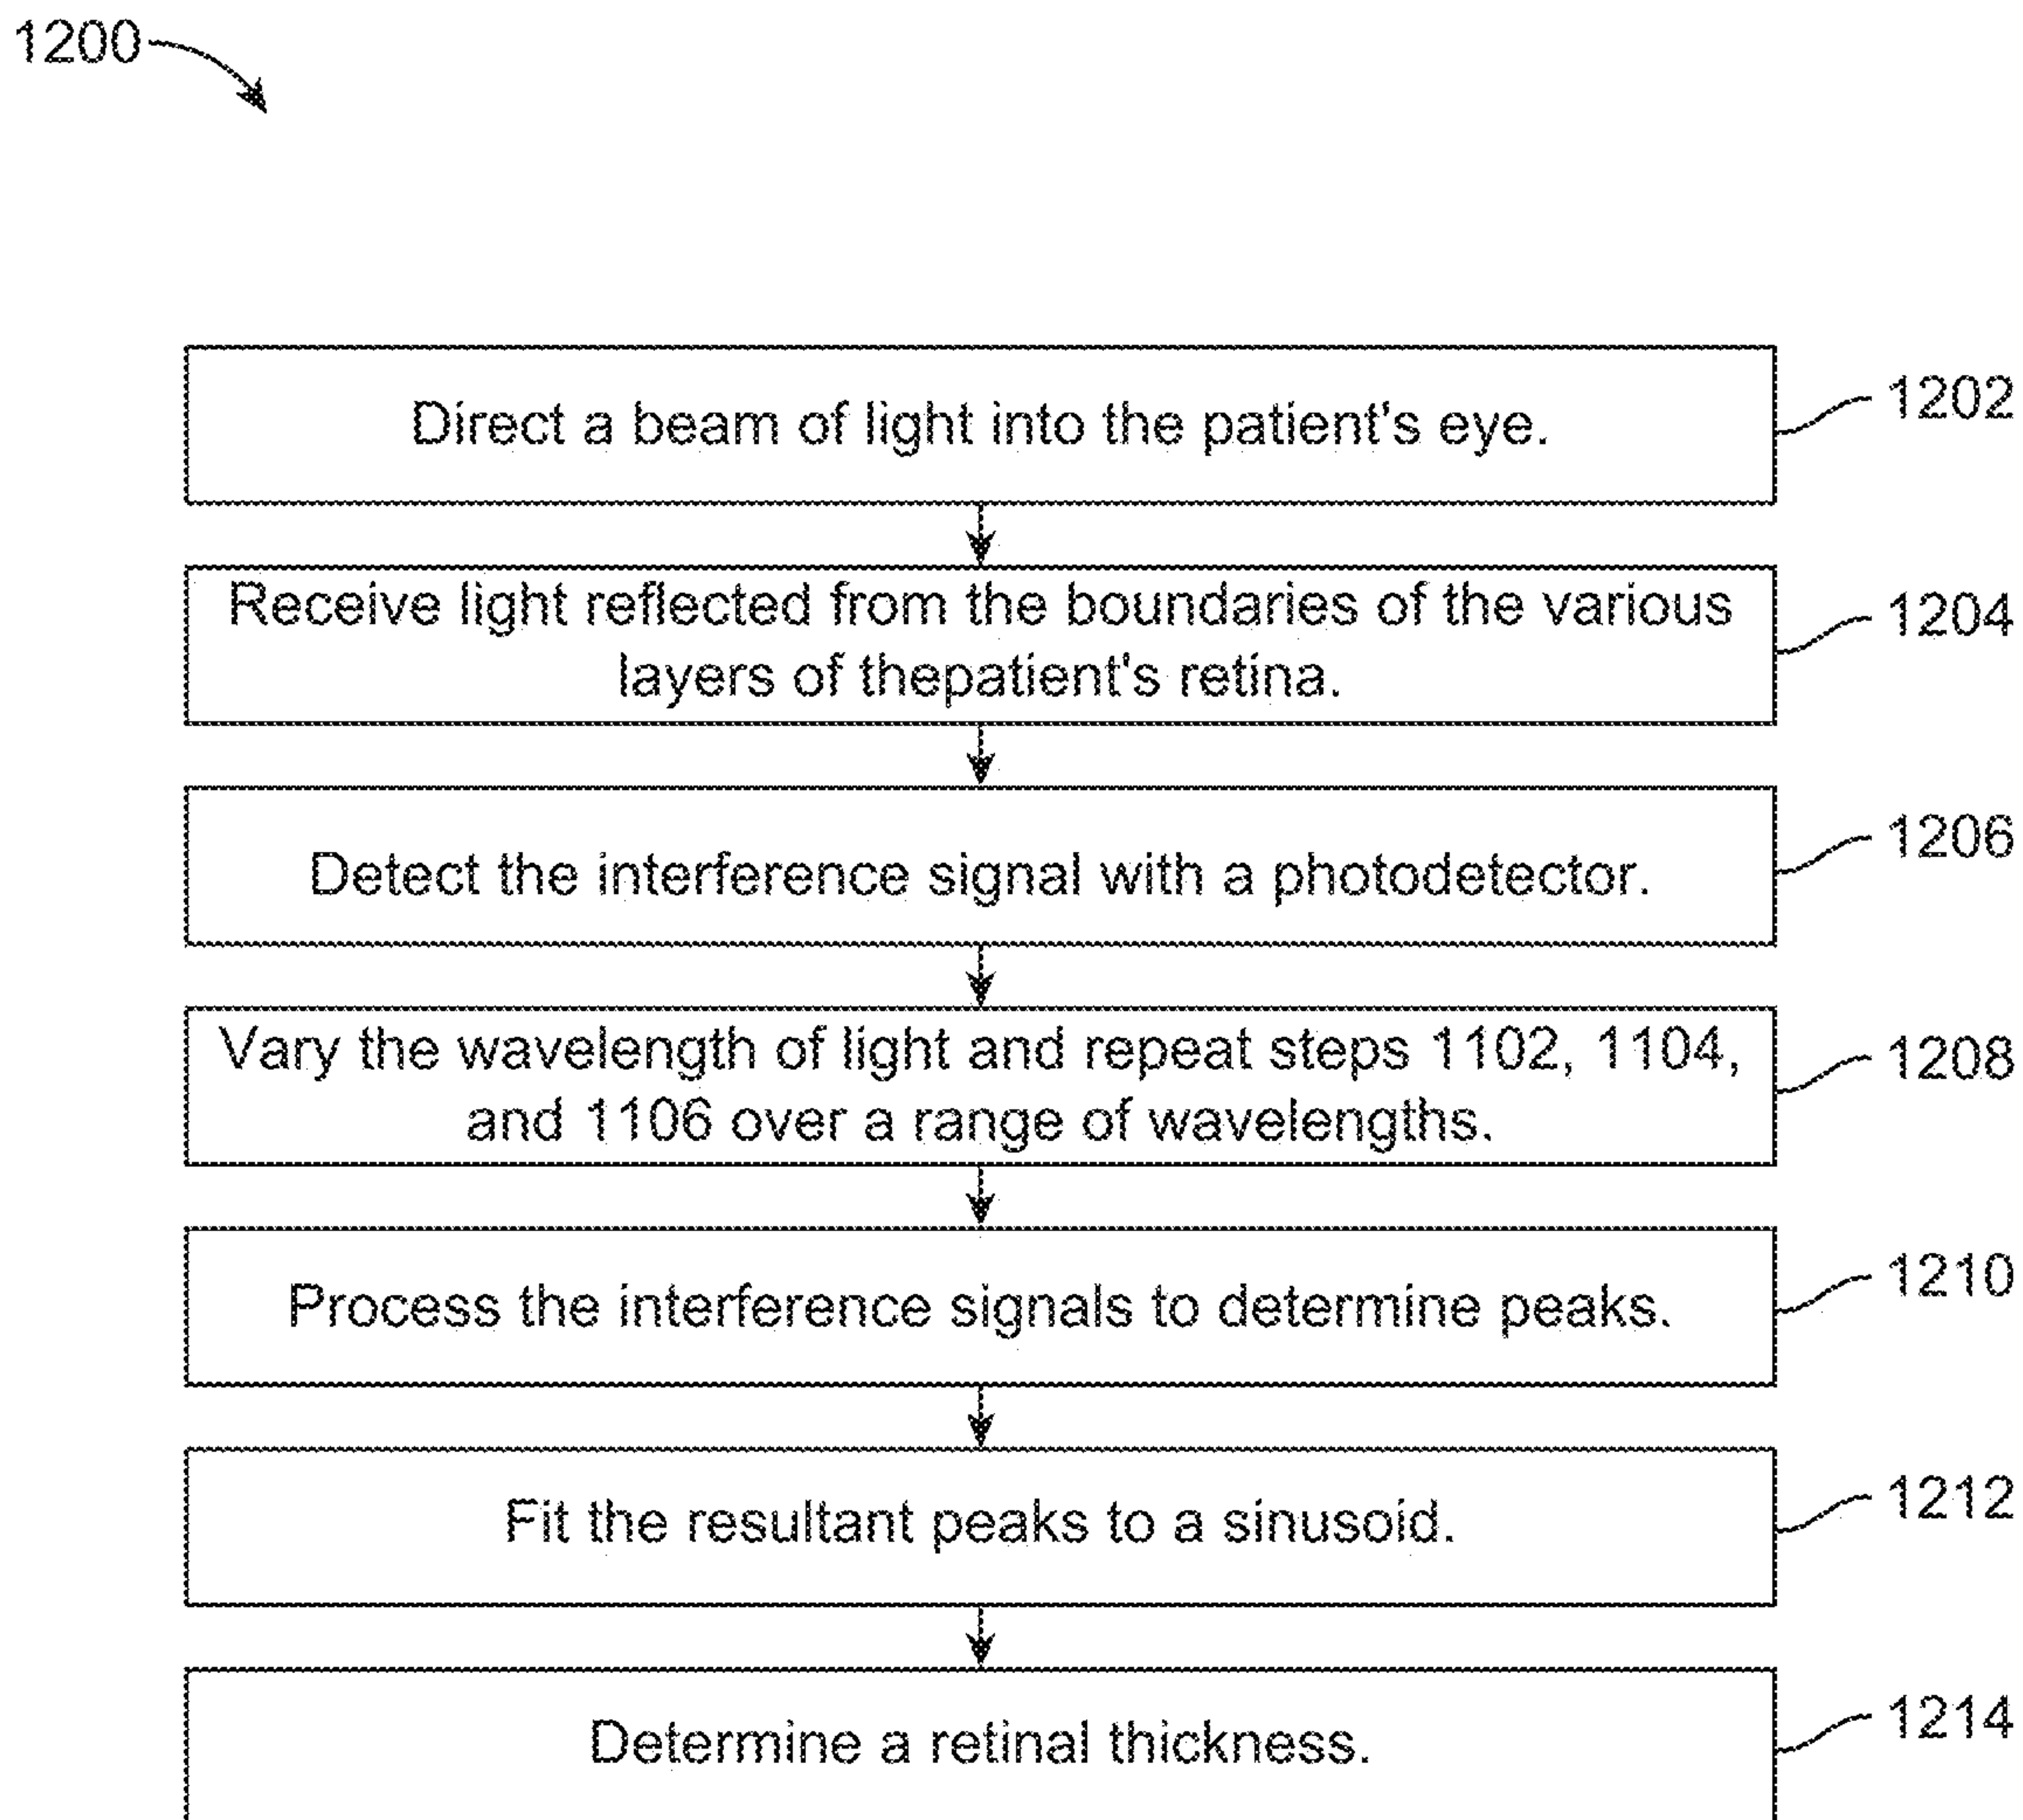 1200
Direct a beam of light into the patient's eye.
1202
Receive light reflected from the boundaries of the various
layers of thepatient's retina.
1204
Detect the interference signal with a photodetector.
1206
Vary the wavelength of light and repeat steps 1102, 1104,
and 1106 over a range of wavelengths.
1208
Process the interference signals to determine peaks.
1210
Fit the resultant peaks to a sinusoid.
1212
Determine a retinal thickness.
1214